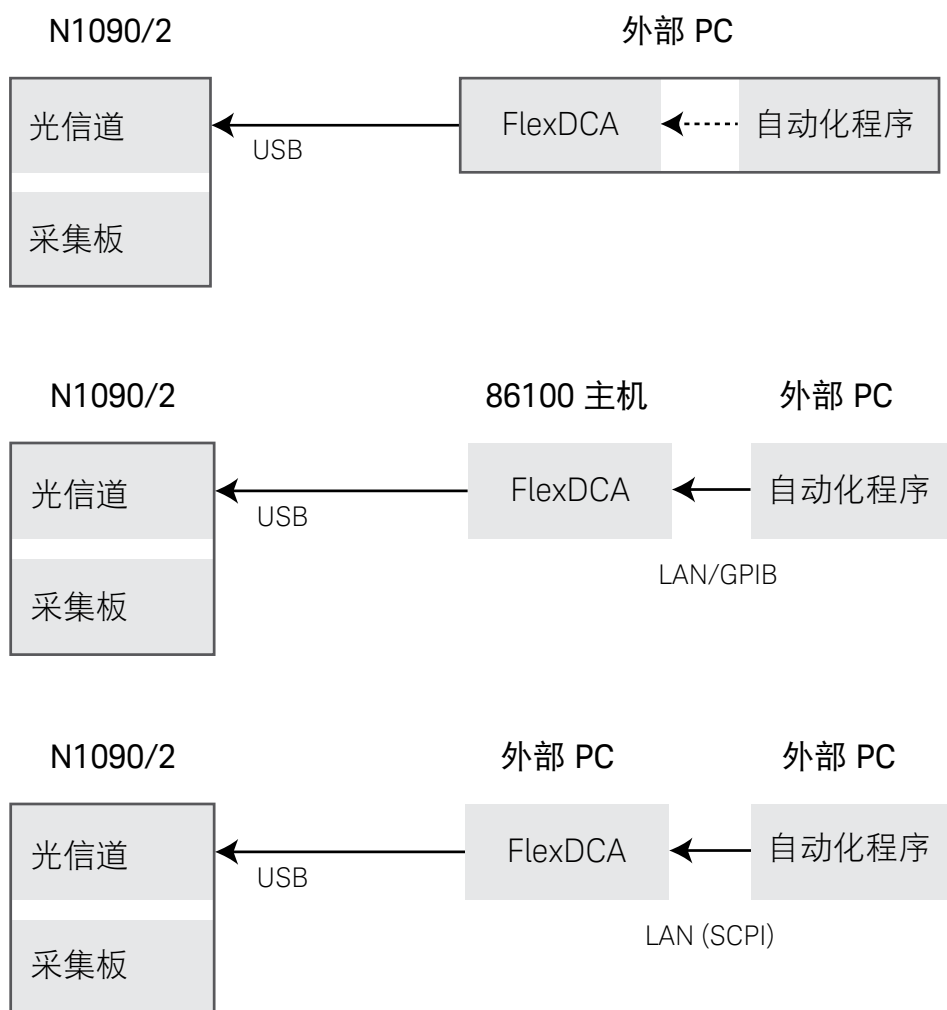 N1090/2
外部 PC
光信道
FlexDCA
自动化程序
USB
采集板
N1090/2
86100 主机
外部 PC
光信道
FlexDCA
自动化程序
USB
LAN/GPIB
采集板
N1090/2
外部 PC
外部 PC
光信道
FlexDCA
自动化程序
USB
LAN (SCPI)
采集板